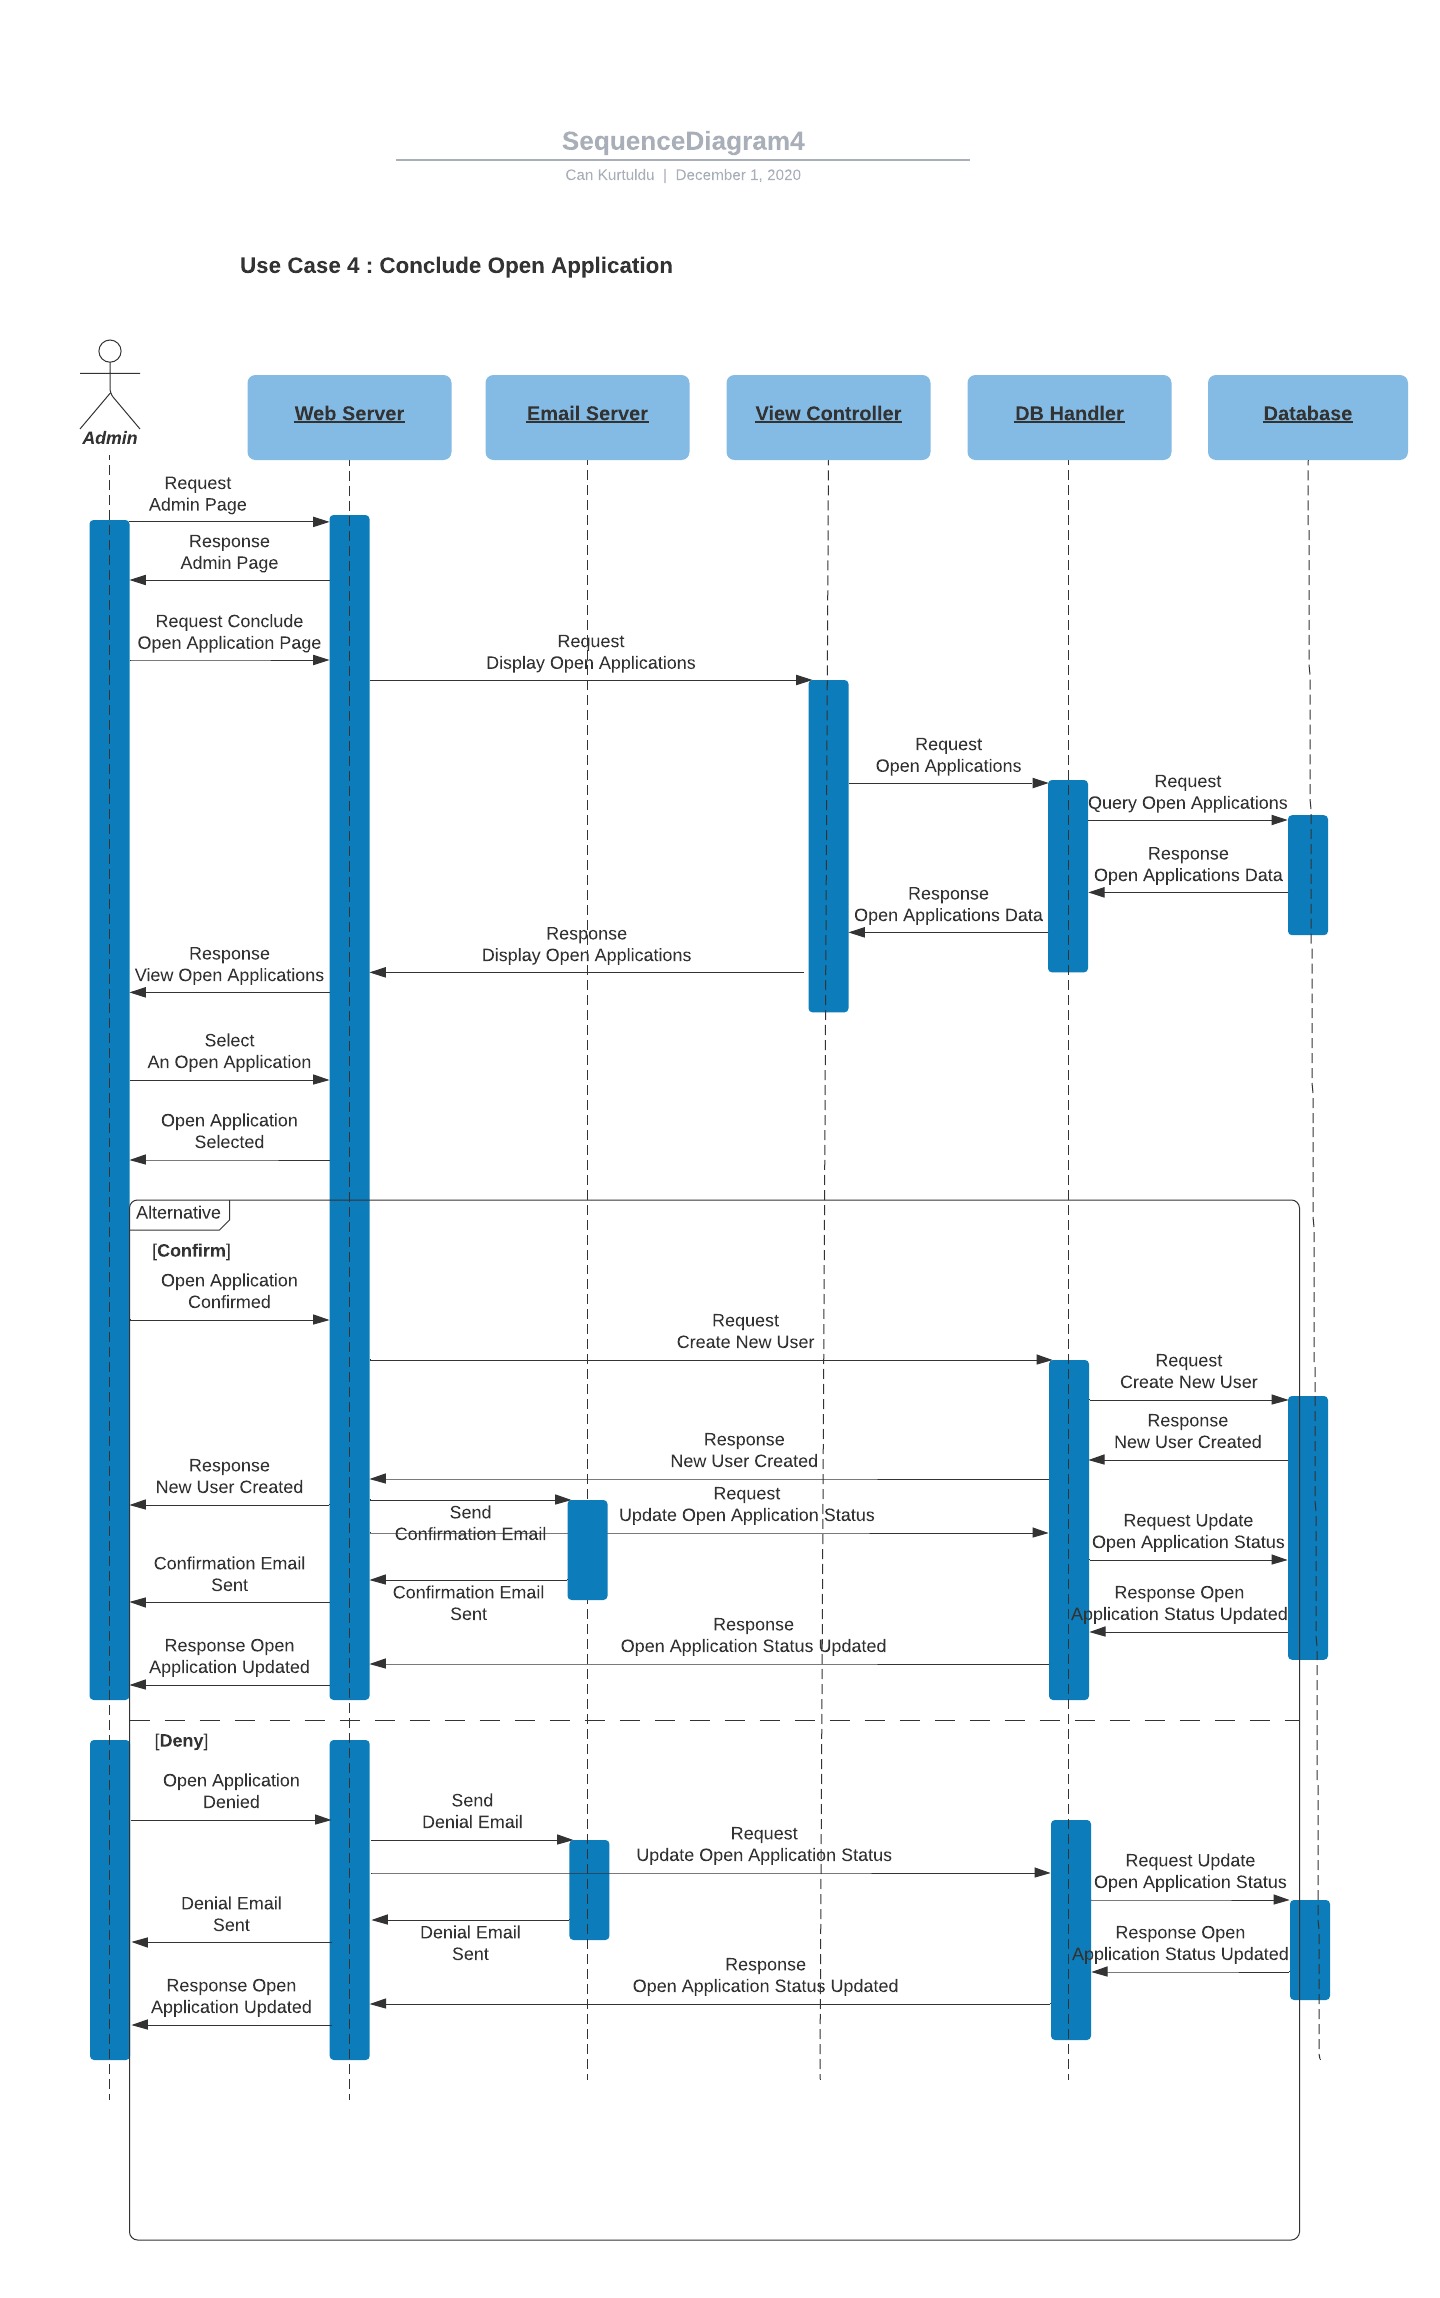 SequenceDiagram4
Can Kurtuldu | December 1, 2020
Use Case 4 : Conclude Open Application
Admin
Web Server
Email Server
View Controller
DB Handler
Database
Request
Admin Page
Response
Admin Page
Request Conclude
Open Application Page
Request
Display Open Applications
Request
Open Applications
Request
Query Open Applications
Response
Open Applications Data
Response
Open Applications Data
Response
Display Open Applications
Response
View Open Applications
Select
An Open Application
Open Application
Selected
Alternative
[Confirm]
Open Application
Confirmed
Request
Create New User
Request
Create New User
Response
New User Created
Response
New User Created
Response
New User Created
Send
Confirmation Email
Request
Update Open Application Status
Request Update
Open Application Status
Confirmation Email
Sent
Confirmation Email
Sent
Response Open
Application Status Updated
Response
Open Application Status Updated
Response Open
Application Updated
[Deny]
Open Application
Denied
Send
Denial Email
Request
Update Open Application Status
Request Update
Open Application Status
Denial Email
Sent
Denial Email
Sent
Response Open
Application Status Updated
Response
Open Application Status Updated
Response Open
Application Updated